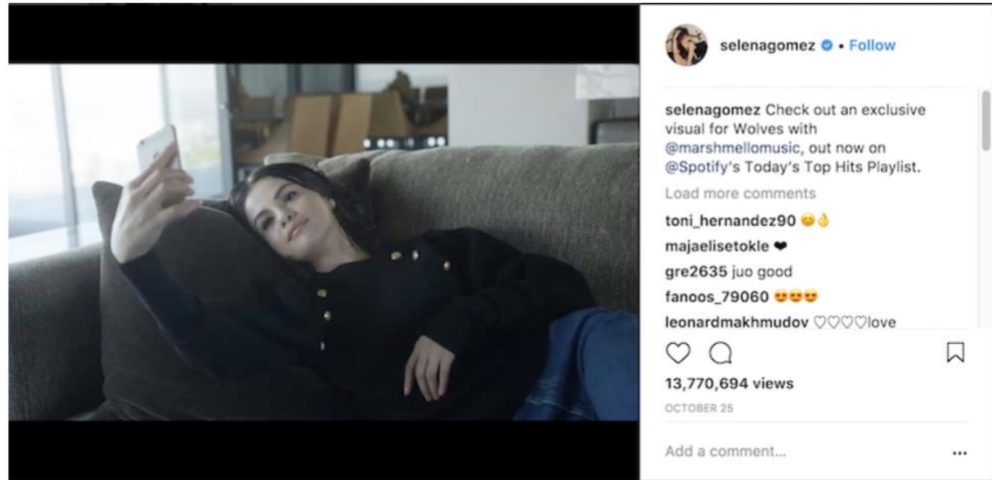 selenagomez • Follow
selenagomez Check out an exclusive
visual for Wolves with
@marshmellomusic, out now on
@Spotify's Today's Top Hits Playlist.
Load more comments
toni_hernandez90 😊👌
majaelisetokle ❤
gre2635 juo good
fanoos_79060 😍😍😍
leonardmakhmudov ♡♡♡♡love
13,770,694 views
OCTOBER 25
Add a comment...